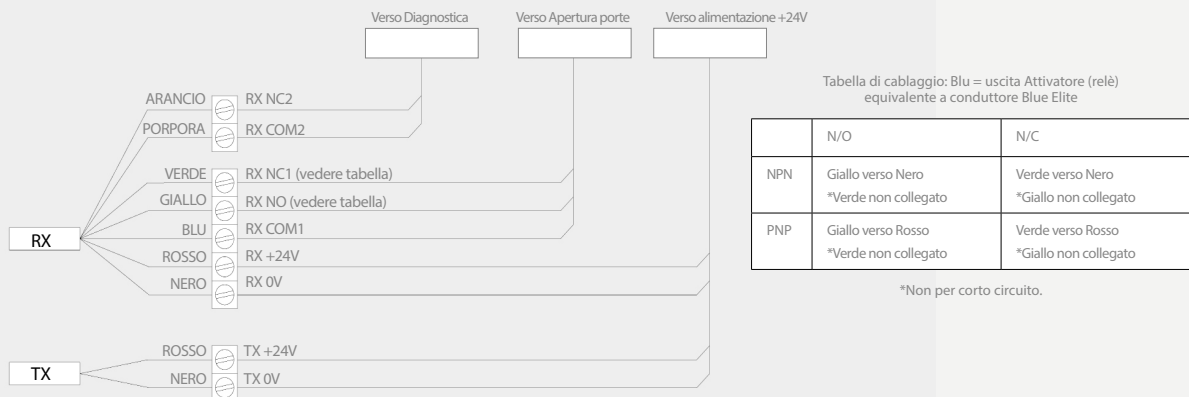 Verso Diagnostica
Verso Apertura porte
Verso alimentazione +24V
ARANCIO
RX NC2
PORPORA
RX COM2
VERDE
RX NC1 (vedere tabella)
GIALLO
RX NO (vedere tabella)
BLU
RX COM1
ROSSO
RX +24V
NERO
RX 0V
RX
ROSSO
TX +24V
NERO
TX 0V
TX
Tabella di cablaggio: Blu = uscita Attivatore (relè)
equivalente a conduttore Blue Elite
N/O
N/C
NPN
Giallo verso Nero
*Verde non collegato
Verde verso Nero
*Giallo non collegato
PNP
Giallo verso Rosso
*Verde non collegato
Verde verso Rosso
*Giallo non collegato
*Non per corto circuito.